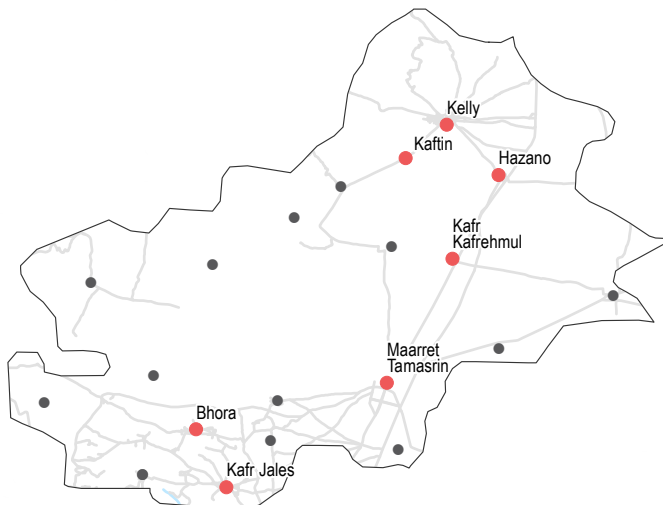 Kelly
Kaftin
Hazano
Kafr
Kafrehmul
Maarret
Tamasrin
Bhora
Kafr Jales